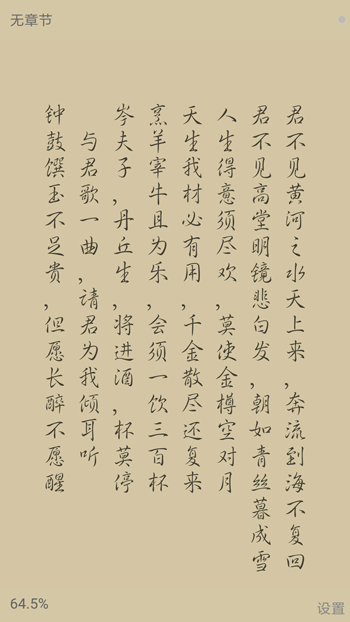 无章节
君不见黄河之水天上来,奔流到海不复回
君不见高堂明镜悲白发,朝如青丝暮成雪
人生得意须尽欢,莫使金樽空对月
天生我材必有用,千金散尽还复来
烹羊宰牛且为乐,会须一饮三百杯
岑夫子,丹丘生,将进酒,杯莫停
与君歌一曲,请君为我倾耳听
钟鼓馔玉不足贵,但愿长醉不愿醒
64.5%
设置